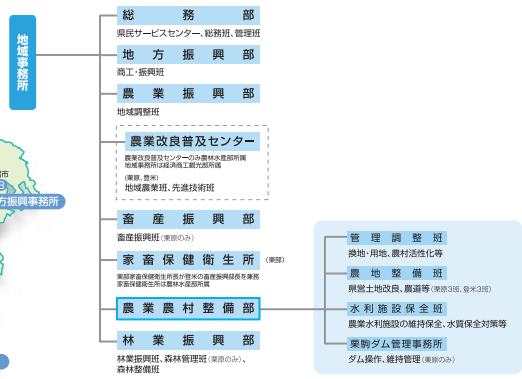 地域事務所
総務部
県民サービスセンター、総務班、管理班
地方振興部
商工・振興班
農業振興部
地域調整班
農業改良普及センター
農業改良普及センターのみ農林水産部所属
地域事務所は経済商工観光部所属
(栗原、登米)
地域農業班、先進技術班
畜産振興部
畜産振興班(栗原のみ)
家畜保健衛生所 (東部)
東部家畜保健衛生所長が登米の畜産振興部長を兼務
家畜保健衛生所は農林水産部所属
農業農村整備部
林業振興部
林業振興班、森林管理班(栗原のみ)、
森林整備班
管理調整班
換地・用地、農村活性化等
農地整備班
県営土地改良、農道等(栗原3班、登米3班)
水利施設保全班
農業水利施設の維持保全、水質保全対策等
栗駒ダム管理事務所
ダム操作、維持管理(栗原のみ)
市
方振興事務所